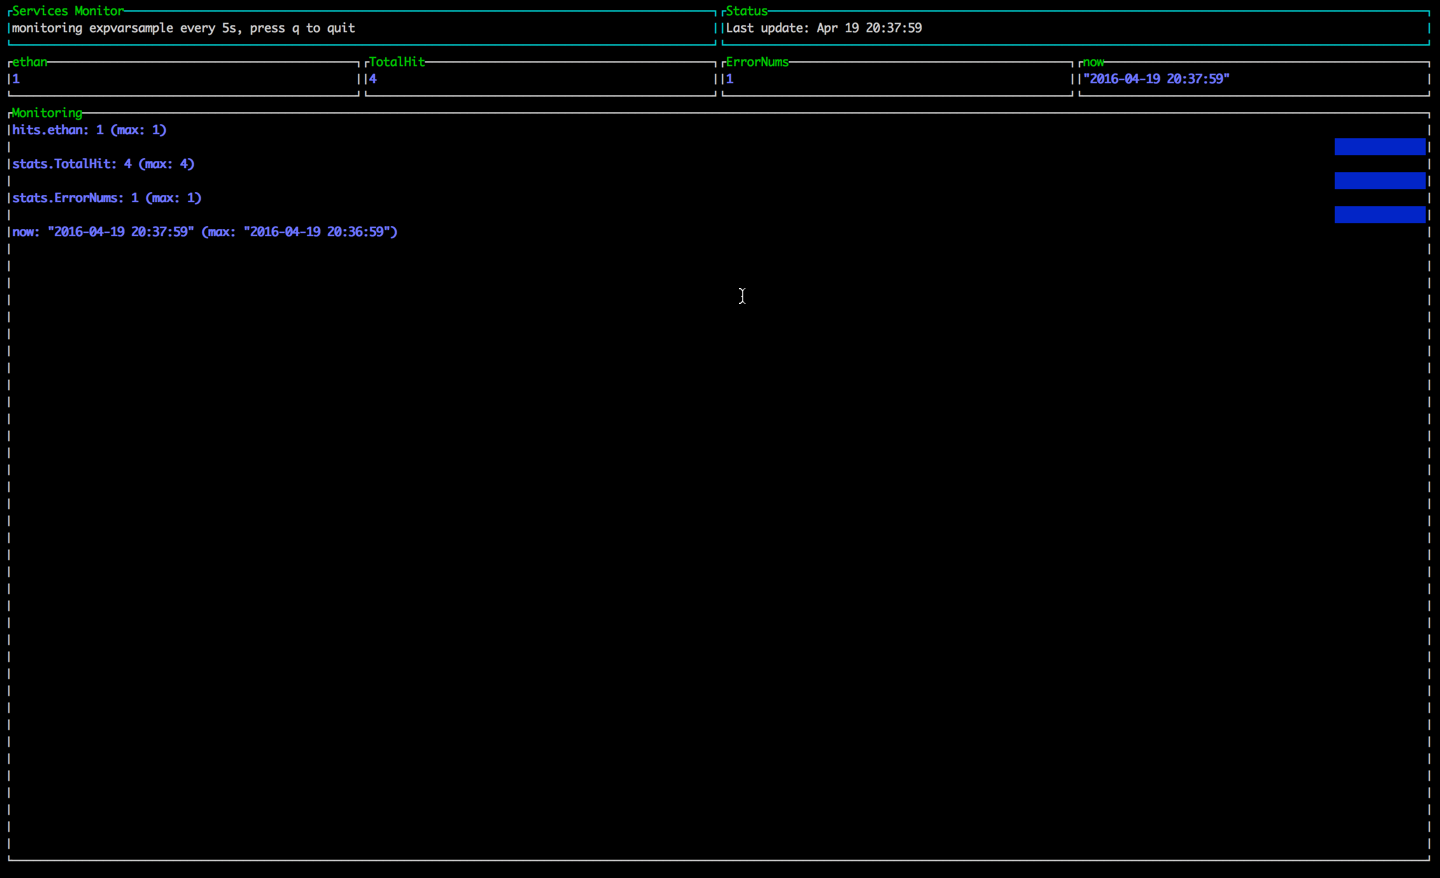 Services Monitor
monitoring expvarsample every 5s, press q to quit
Status
Last update: Apr 19 20:37:59
ethan
1
TotalHit
4
ErrorNums
1
now
"2016-04-19 20:37:59"
Monitoring
hits.ethan: 1 (max: 1)
stats.TotalHit: 4 (max: 4)
stats.ErrorNums: 1 (max: 1)
now: "2016-04-19 20:37:59" (max: "2016-04-19 20:36:59")